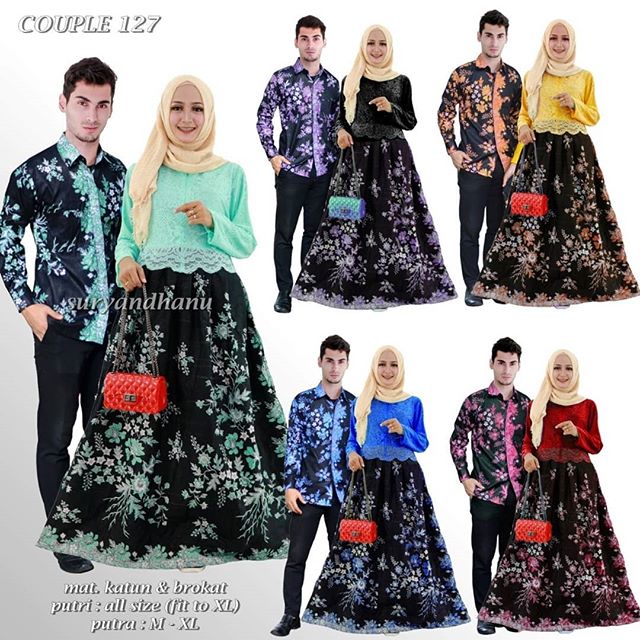 COUPLE 127
suryandhanu
mat. katun & brokat
putri : all size (fit to XL)
putra : M - XL